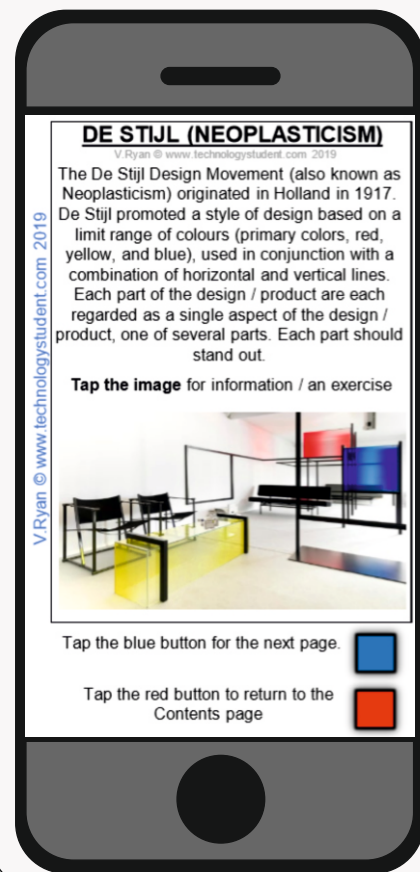 DE STIJL (NEOPLASTICISM)
V.Ryan © www.technologystudent.com 2019
The De Stijl Design Movement (also known as
Neoplasticism) originated in Holland in 1917.
De Stijl promoted a style of design based on a
limit range of colours (primary colors, red,
yellow, and blue), used in conjunction with a
combination of horizontal and vertical lines.
Each part of the design / product are each
regarded as a single aspect of the design /
product, one of several parts. Each part should
stand out.
Tap the image for information / an exercise
V.Ryan © www.technologystudent.com 2019
Tap the blue button for the next page.
Tap the red button to return to the
Contents page